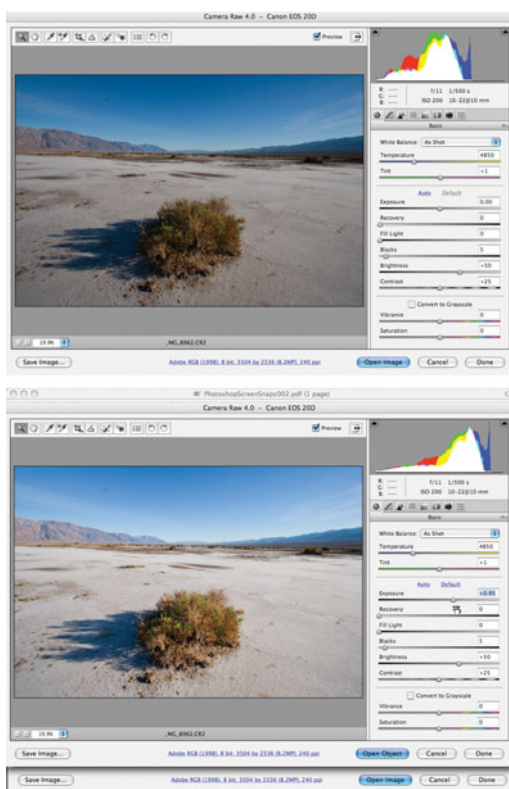 Camera Raw 4.0 - Canon EOS 20D
Preview
R: ---
G: ---
B: ---
f/11 1/500 s
ISO 200 10-22@10 mm
Basic
White Balance: As Shot
Temperature 4850
Tint +1
Auto Default
Exposure 0.00
Recovery 0
Fill Light 0
Blacks 5
Brightness +50
Contrast +25
Convert to Grayscale
Vibrance 0
Saturation 0
19.9%
_MG_8962.CR2
Save Image...
Adobe RGB (1998), 8 bit, 3504 by 2336 (8.2MP), 240 ppi
Open Image
Cancel
Done
PhotoshopScreenSnapz002.pdf (1 page)
Camera Raw 4.0 - Canon EOS 20D
Preview
R: ---
G: ---
B: ---
f/11 1/500 s
ISO 200 10-22@10 mm
Basic
White Balance: As Shot
Temperature 4850
Tint +1
Auto Default
Exposure +0.95
Recovery 0
Fill Light 0
Blacks 5
Brightness +50
Contrast +25
Convert to Grayscale
Vibrance 0
Saturation 0
19.9%
_MG_8962.CR2
Save Image...
Adobe RGB (1998), 8 bit, 3504 by 2336 (8.2MP), 240 ppi
Open Object
Cancel
Done
Save Image...
Adobe RGB (1998), 8 bit, 3504 by 2336 (8.2MP), 240 ppi
Open Image
Cancel
Done